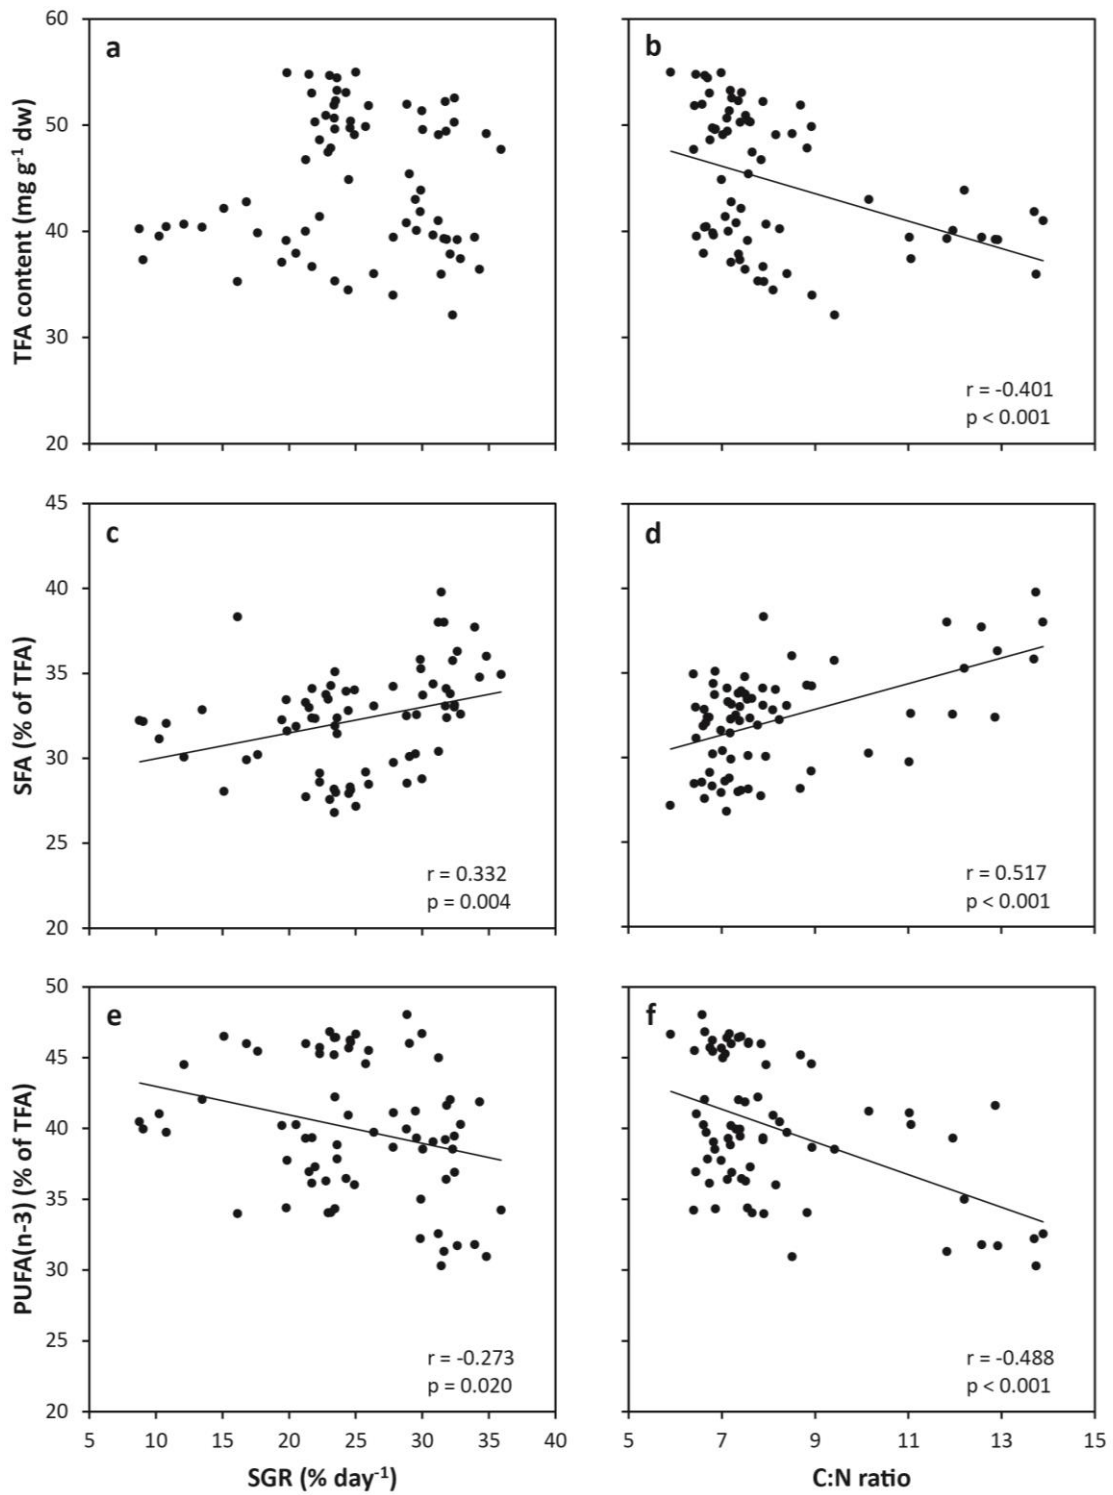 60
50
40
30
20
TFA content (mg g⁻¹ dw)
a
b
r = -0.401
p < 0.001
45
40
35
30
25
20
SFA (% of TFA)
c
r = 0.332
p = 0.004
d
r = 0.517
p < 0.001
50
45
40
35
30
25
20
PUFA(n-3) (% of TFA)
e
r = -0.273
p = 0.020
f
r = -0.488
p < 0.001
5 10 15 20 25 30 35 40
SGR (% day⁻¹)
5 7 9 11 13 15
C:N ratio